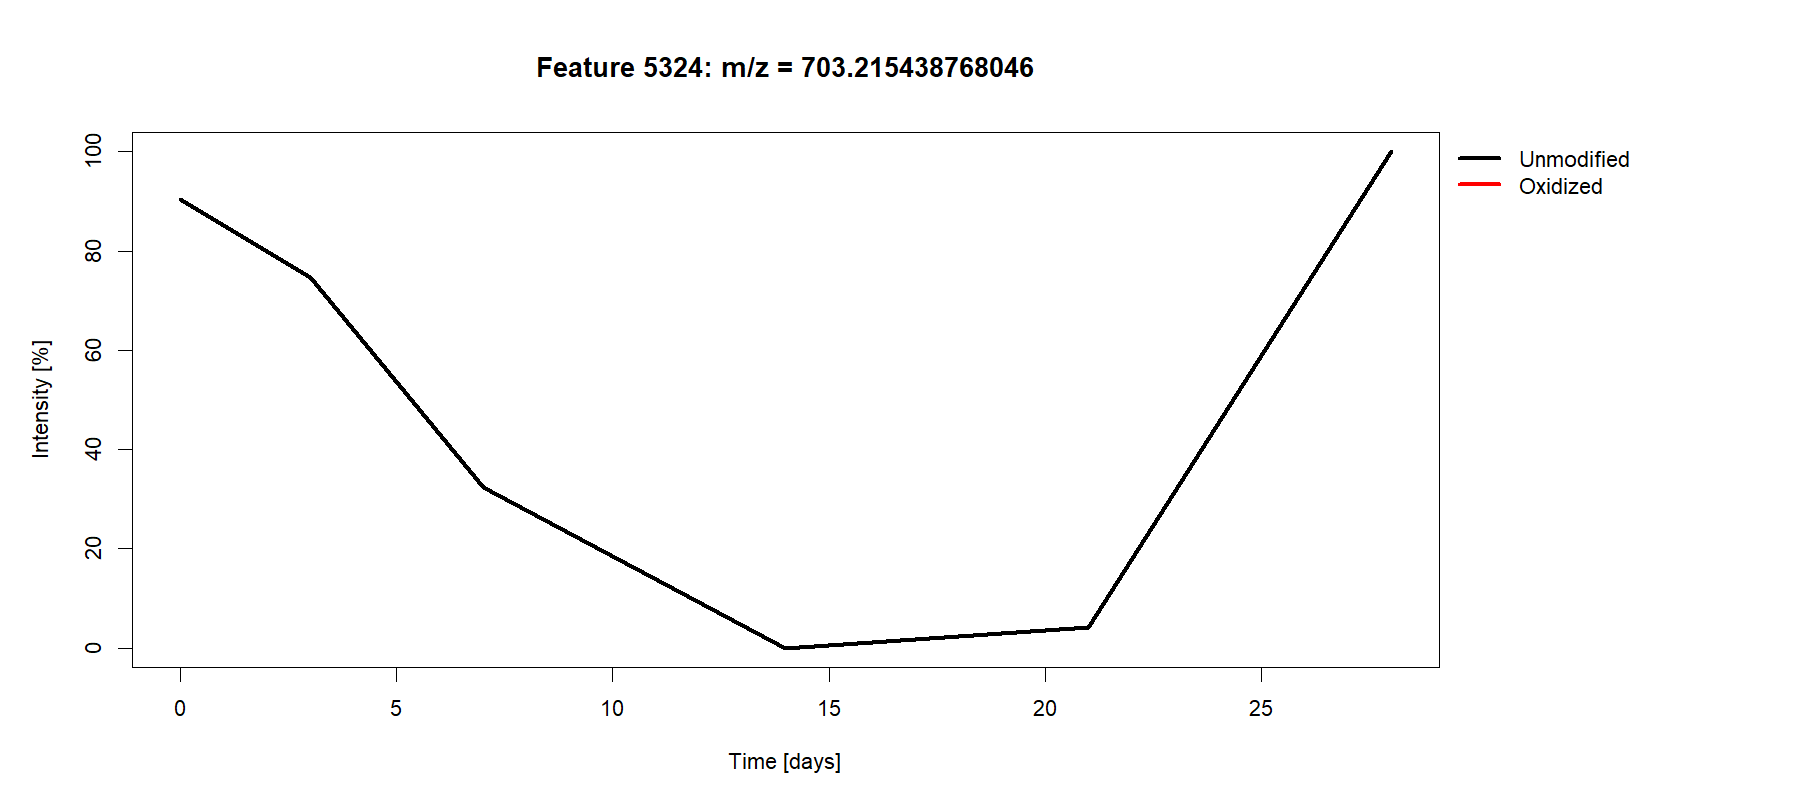 Feature 5324: m/z = 703.215438768046
Unmodified
Oxidized
Intensity [%]
100
80
60
40
20
0
0 5 10 15 20 25
Time [days]